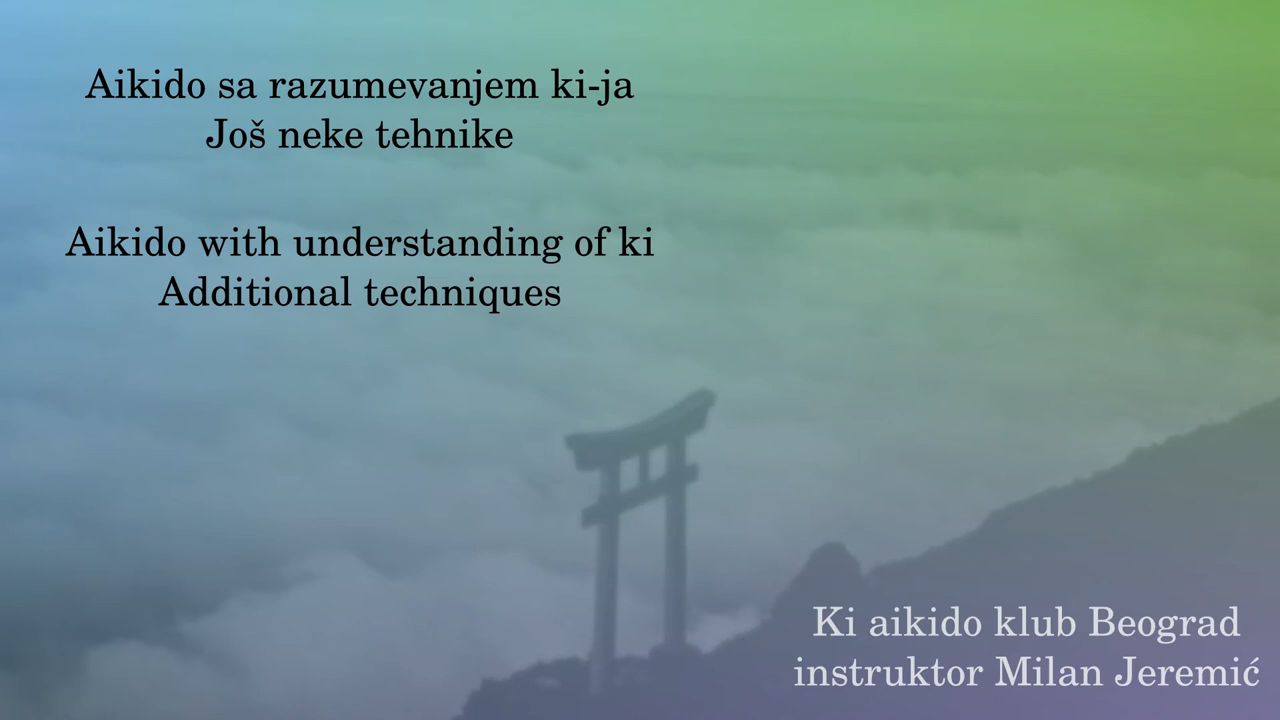 Aikido sa razumevanjem ki-ja
Još neke tehnike
Aikido with understanding of ki
Additional techniques
Ki aikido klub Beograd
instruktor Milan Jeremić